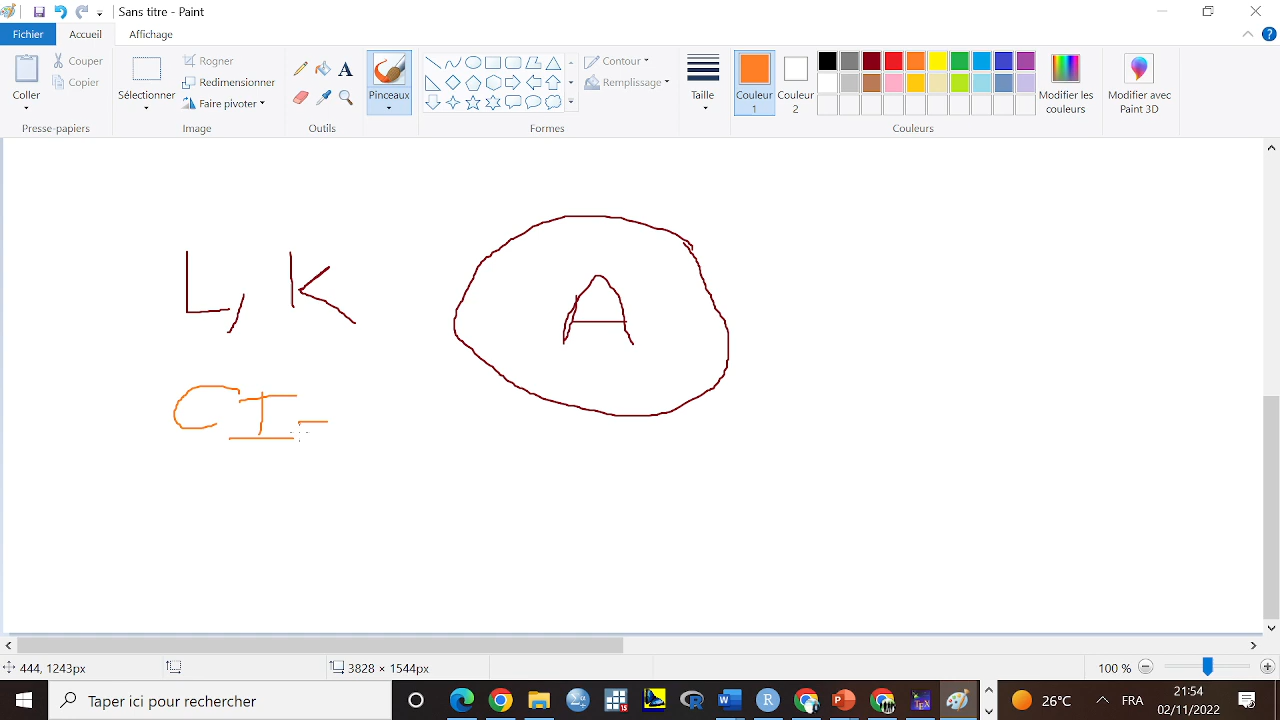 Sans titre - Paint
Fichier Accueil Affichage
Coller
Couper
Copier
Presse-papiers
Sélectionner
Rogner
Redimensionner
Faire pivoter
Image
A
Outils
Pinceaux
Contour
Remplissage
Formes
Taille
Couleur 1
Couleur 2
Modifier les couleurs
Couleurs
Modifier avec Paint 3D
L, K
A
CI
444, 1243px
3828 × 1544px
100 %
Taper ici pour rechercher
26°C
FRA
21:54
02/11/2022